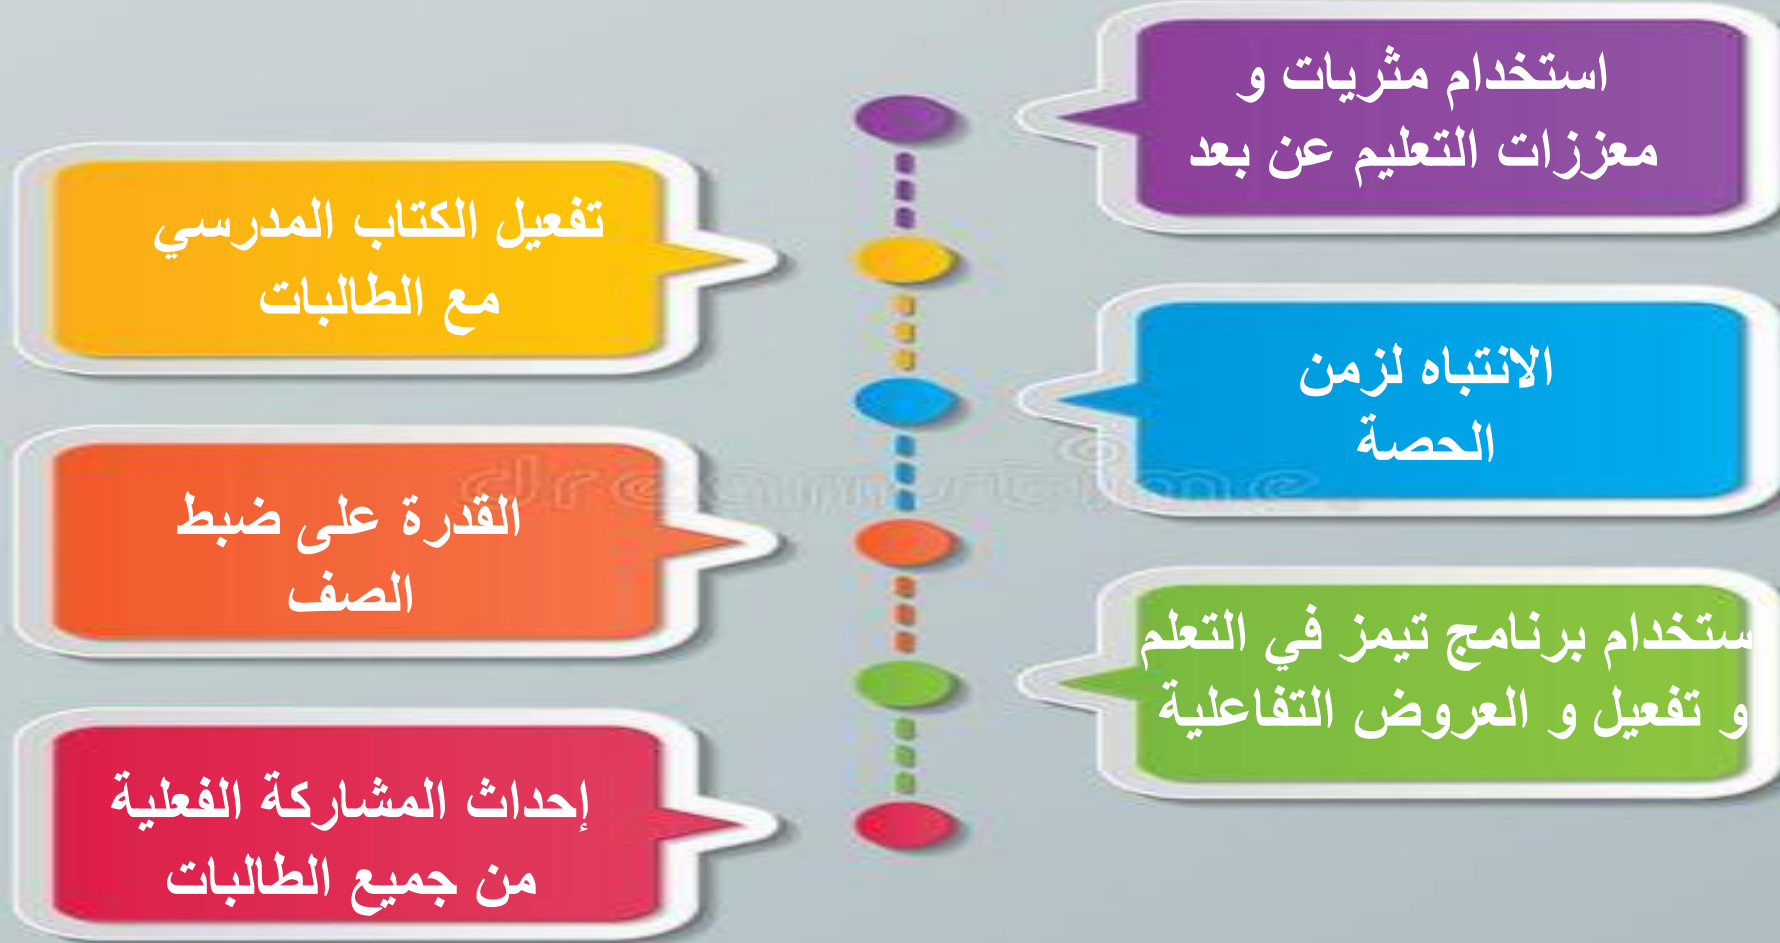 استخدام مثريات و
معززات التعليم عن بعد
تفعيل الكتاب المدرسي
مع الطالبات
الانتباه لزمن
الحصة
القدرة على ضبط
الصف
ستخدام برنامج تيمز في التعلم
و تفعيل و العروض التفاعلية
إحداث المشاركة الفعلية
من جميع الطالبات
dreamstime